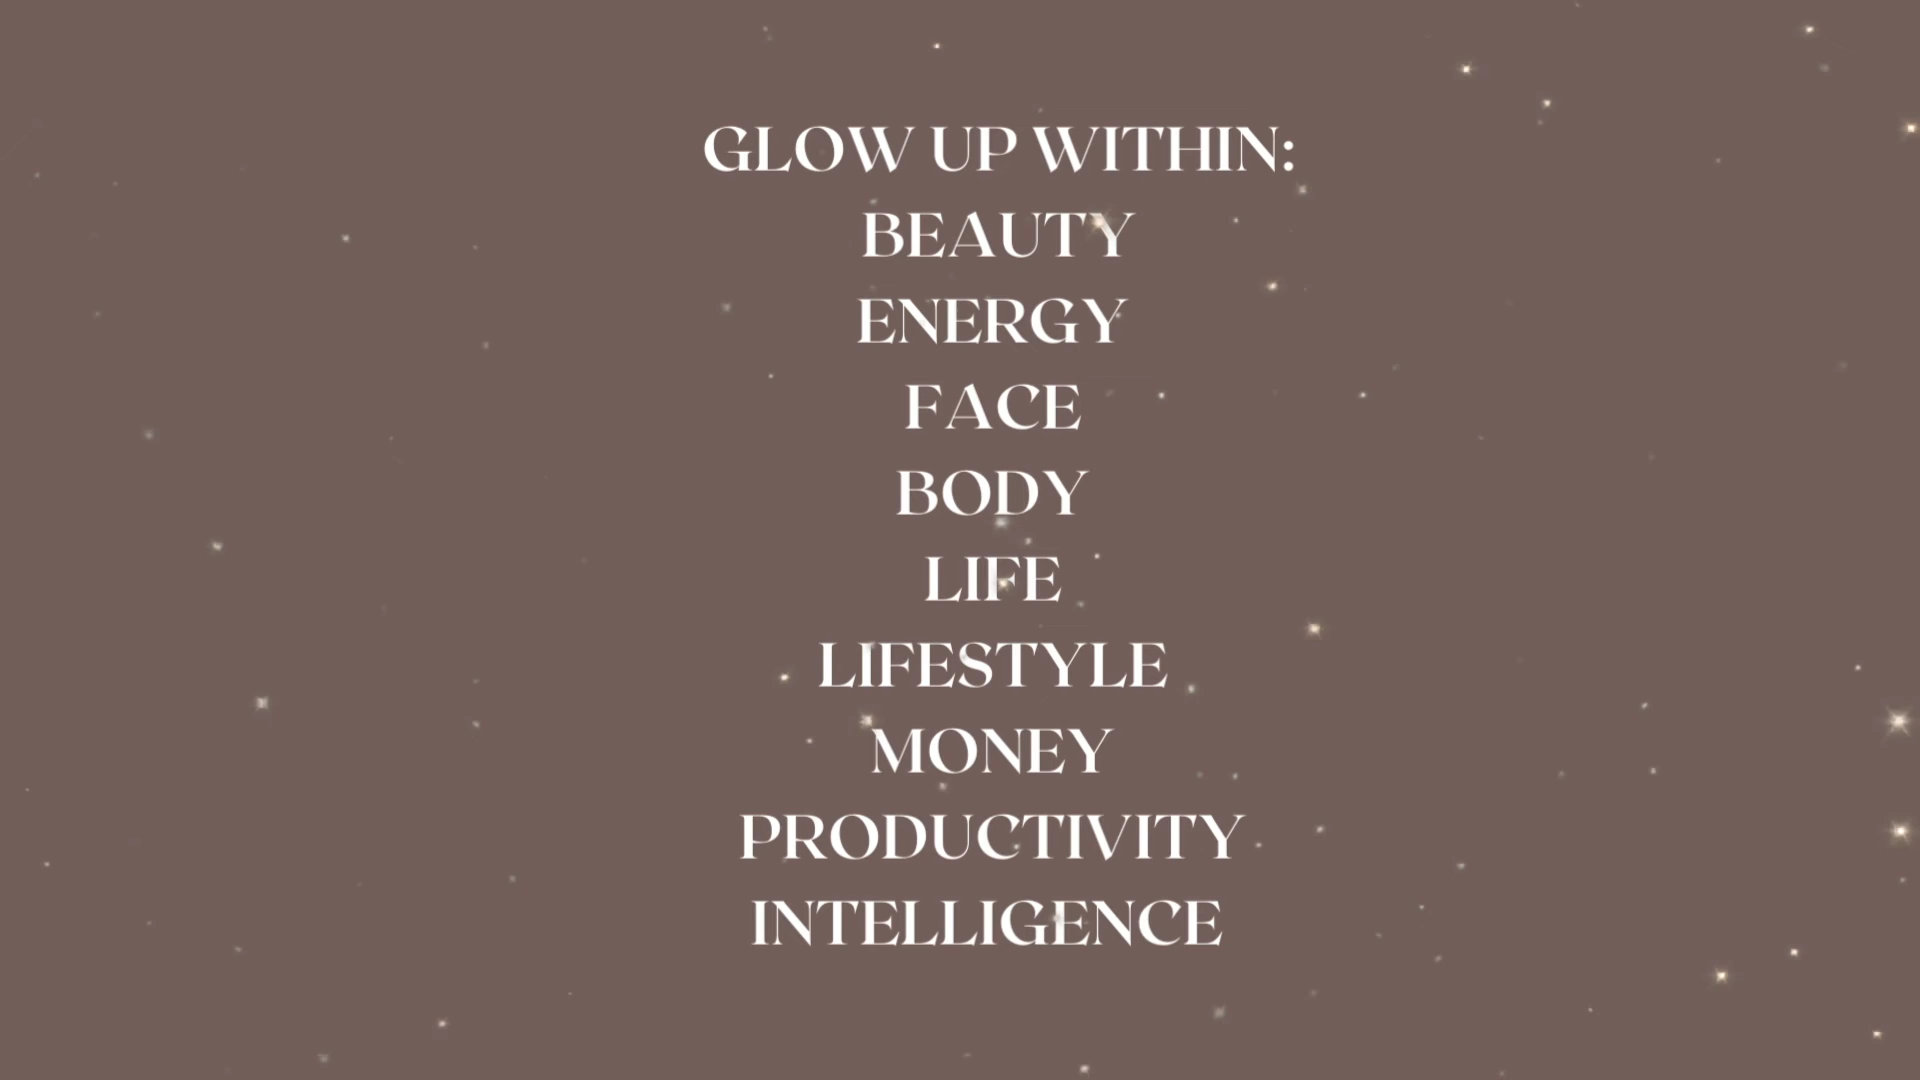 GLOW UP WITHIN:
BEAUTY
ENERGY
FACE
BODY
LIFE
LIFESTYLE
MONEY
PRODUCTIVITY
INTELLIGENCE